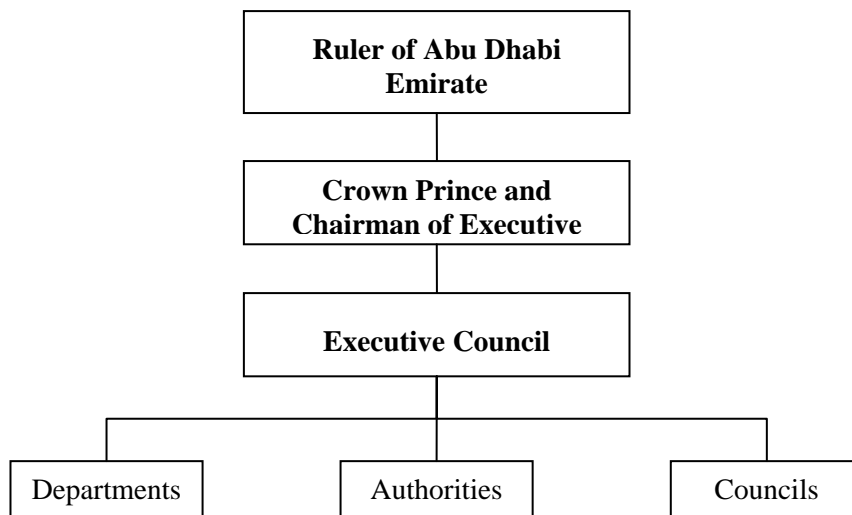 Ruler of Abu Dhabi
Emirate
Crown Prince and
Chairman of Executive
Executive Council
Departments
Authorities
Councils